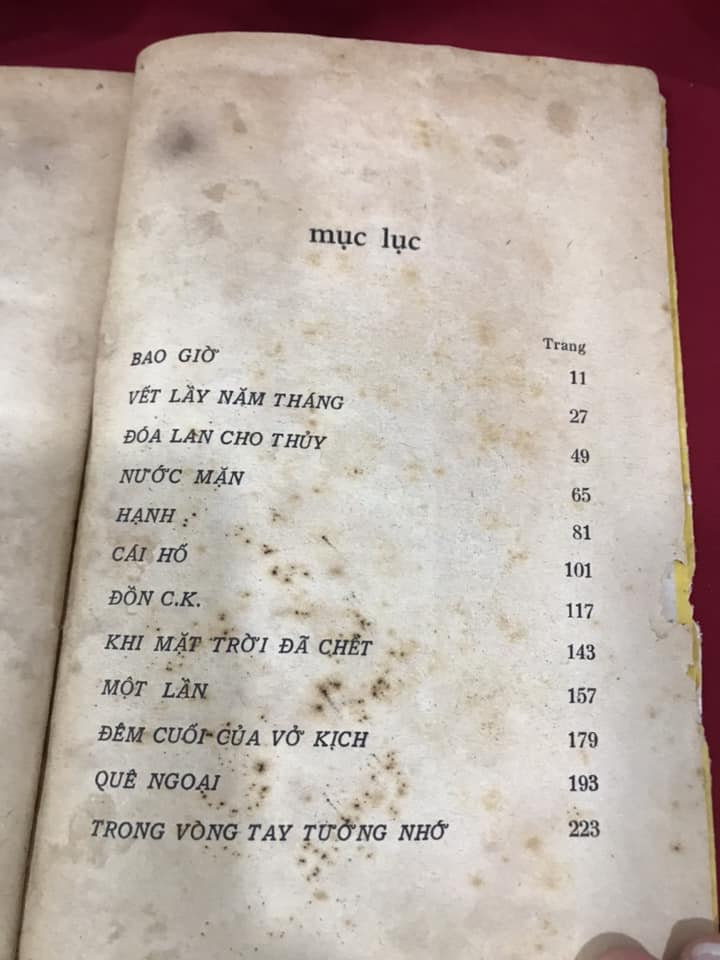 mục lục
Trang
BAO GIỜ 11
VẾT LẦY NĂM THÁNG 27
ĐÓA LAN CHO THỦY 49
NƯỚC MẶN 65
HẠNH 81
CÁI HỐ 101
ĐỒN C.K. 117
KHI MẶT TRỜI ĐÃ CHẾT 143
MỘT LẦN 157
ĐÊM CUỐI CỦA VỞ KỊCH 179
QUÊ NGOẠI 193
TRONG VÒNG TAY TƯỞNG NHỚ 223